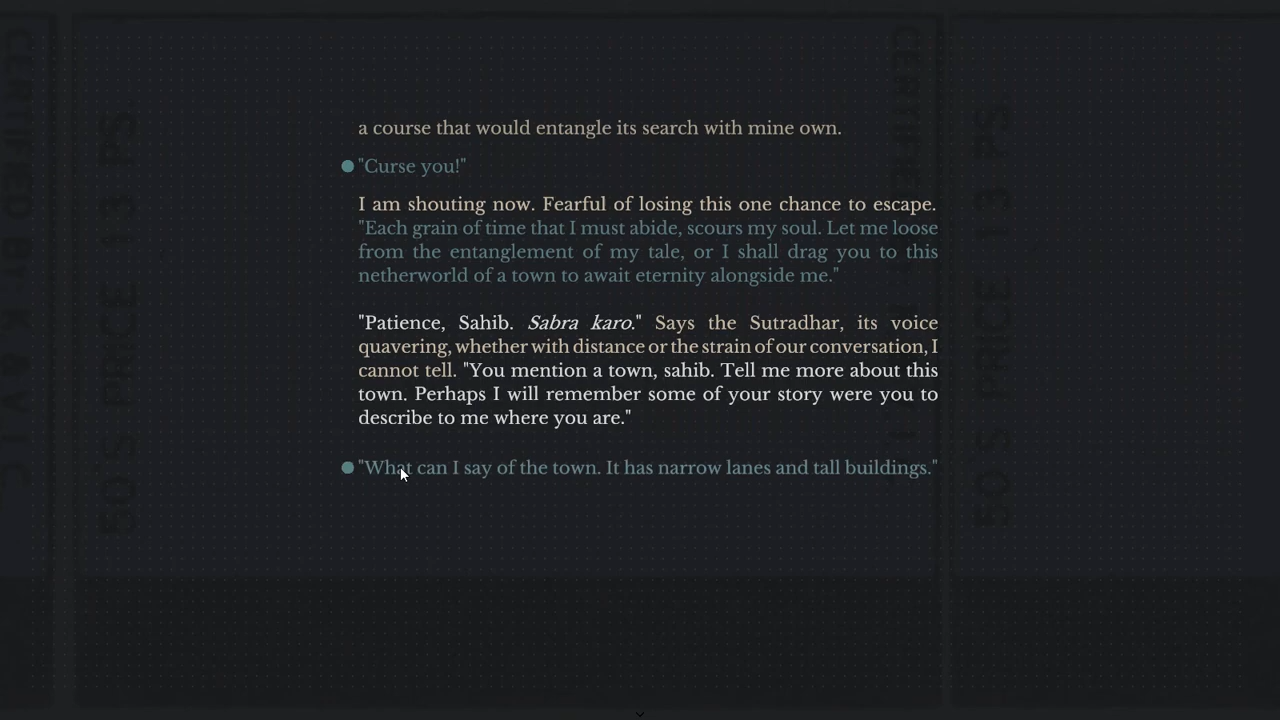 a course that would entangle its search with mine own.
"Curse you!"
I am shouting now. Fearful of losing this one chance to escape.
"Each grain of time that I must abide, scours my soul. Let me loose
from the entanglement of my tale, or I shall drag you to this
netherworld of a town to await eternity alongside me."
"Patience, Sahib. Sabra karo." Says the Sutradhar, its voice
quavering, whether with distance or the strain of our conversation, I
cannot tell. "You mention a town, sahib. Tell me more about this
town. Perhaps I will remember some of your story were you to
describe to me where you are."
"What can I say of the town. It has narrow lanes and tall buildings."